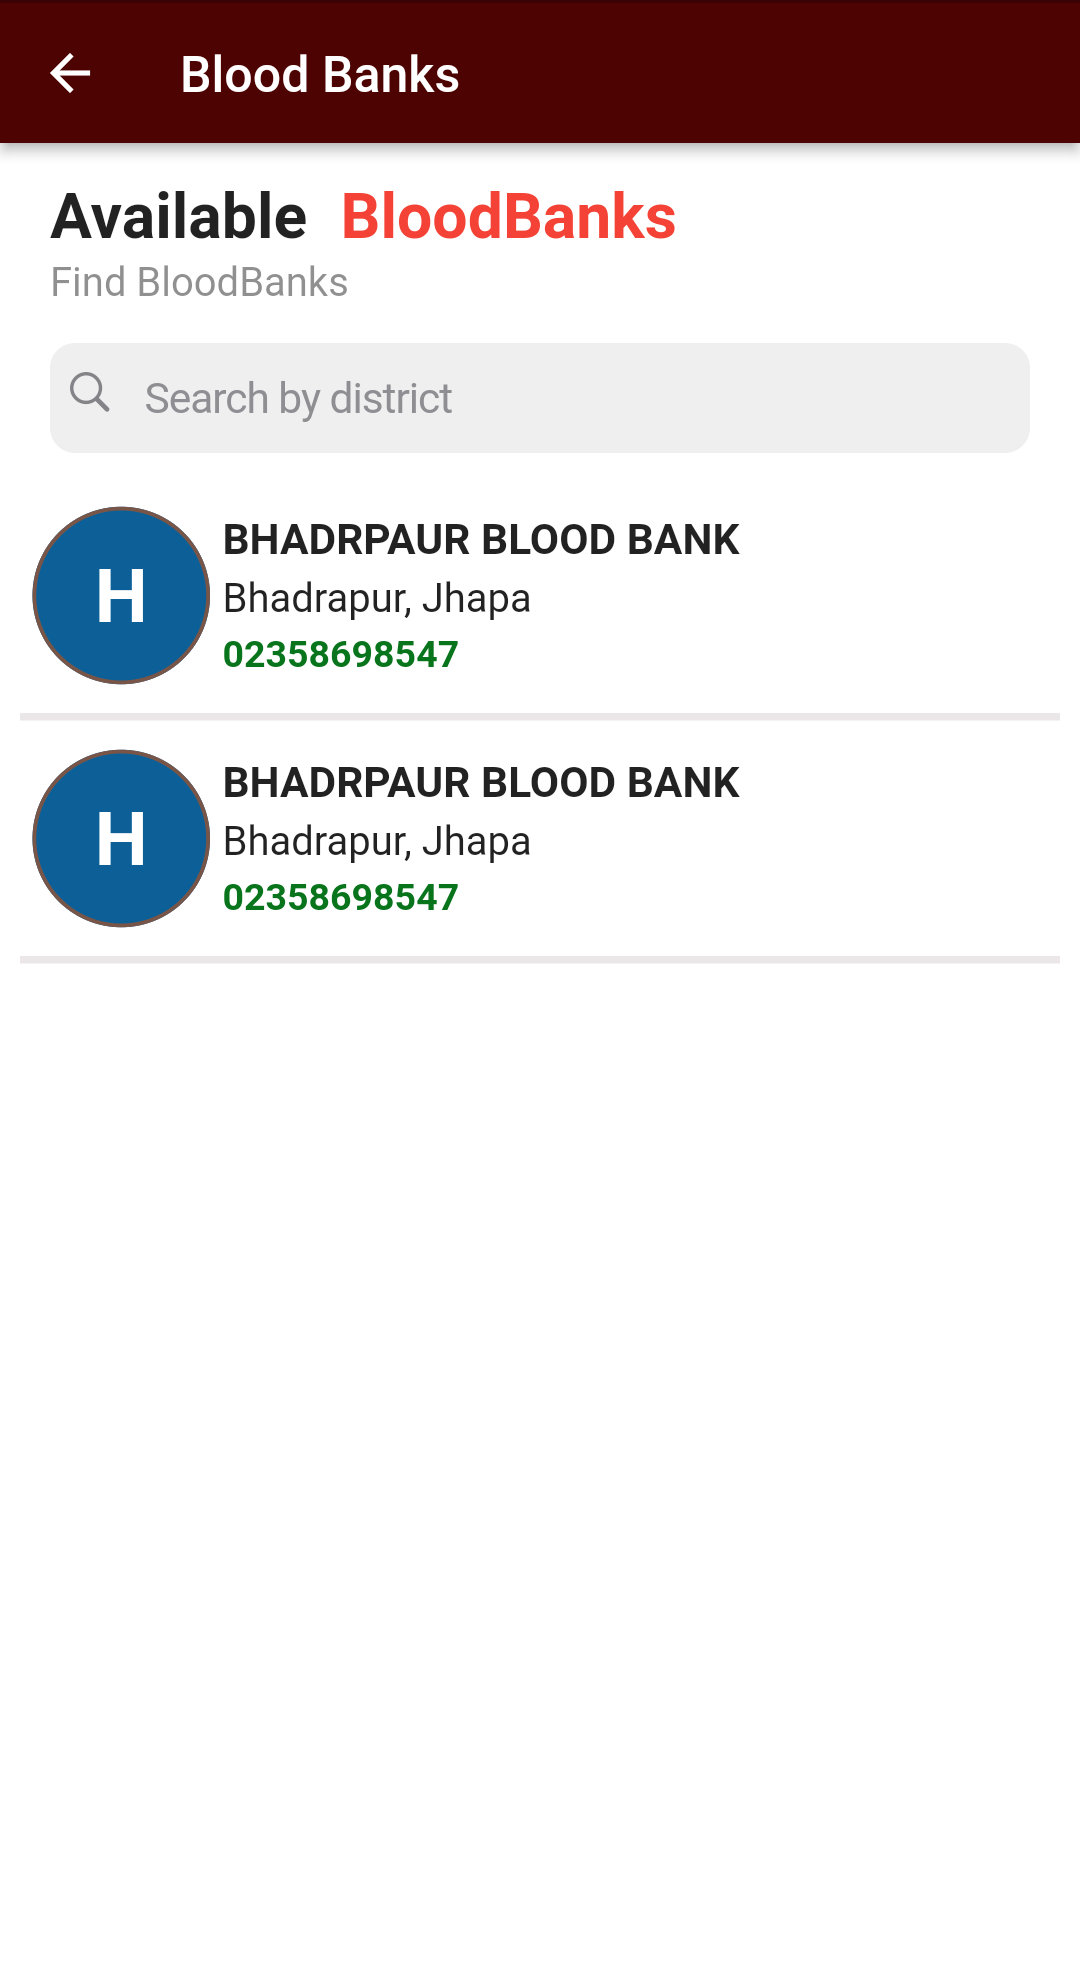 Blood Banks
Available BloodBanks
Find BloodBanks
Search by district
H
BHADRPAUR BLOOD BANK
Bhadrapur, Jhapa
02358698547
H
BHADRPAUR BLOOD BANK
Bhadrapur, Jhapa
02358698547